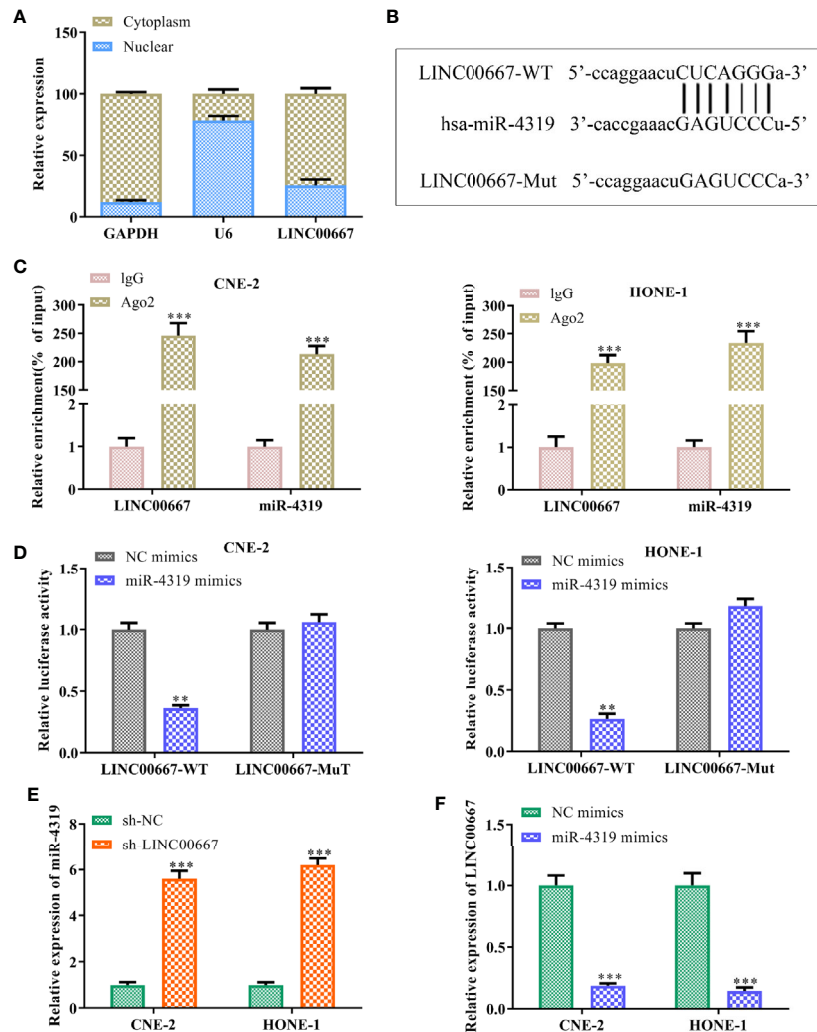 A
Cytoplasm
Nuclear
Relative expression
150
100
50
0
GAPDH U6 LINC00667
B
LINC00667-WT 5’-ccaggaacuCUCAGGGa-3’
hsa-miR-4319 3’-caccgaaacGAGUCCCu-5’
LINC00667-Mut 5’-ccaggaacuGAGUCCCa-3’
C
CNE-2
IgG
Ago2
Relative enrichment(% of input)
300
250
200
150
2
1
0
*** ***
LINC00667 miR-4319
IIONE-1
IgG
Ago2
Relative enrichment (% of input)
300
250
200
150
2
1
0
*** ***
LINC00667 miR-4319
D
CNE-2
NC mimics
miR-4319 mimics
Relative luciferase activity
1.5
1.0
0.5
0.0
**
LINC00667-WT LINC00667-MuT
HONE-1
NC mimics
miR-4319 mimics
Relative luciferase activity
1.5
1.0
0.5
0.0
**
LINC00667-WT LINC00667-Mut
E
sh-NC
sh LINC00667
Relative expression of miR-4319
8
6
4
2
0
*** ***
CNE-2 HONE-1
F
NC mimics
miR-4319 mimics
Relative expression of LINC00667
1.5
1.0
0.5
0.0
*** ***
CNE-2 HONE-1